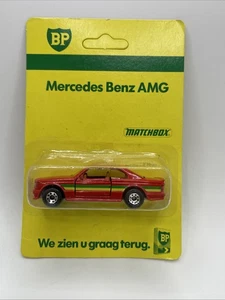 BP
Mercedes Benz AMG
MATCHBOX
We zien u graag terug.
BP